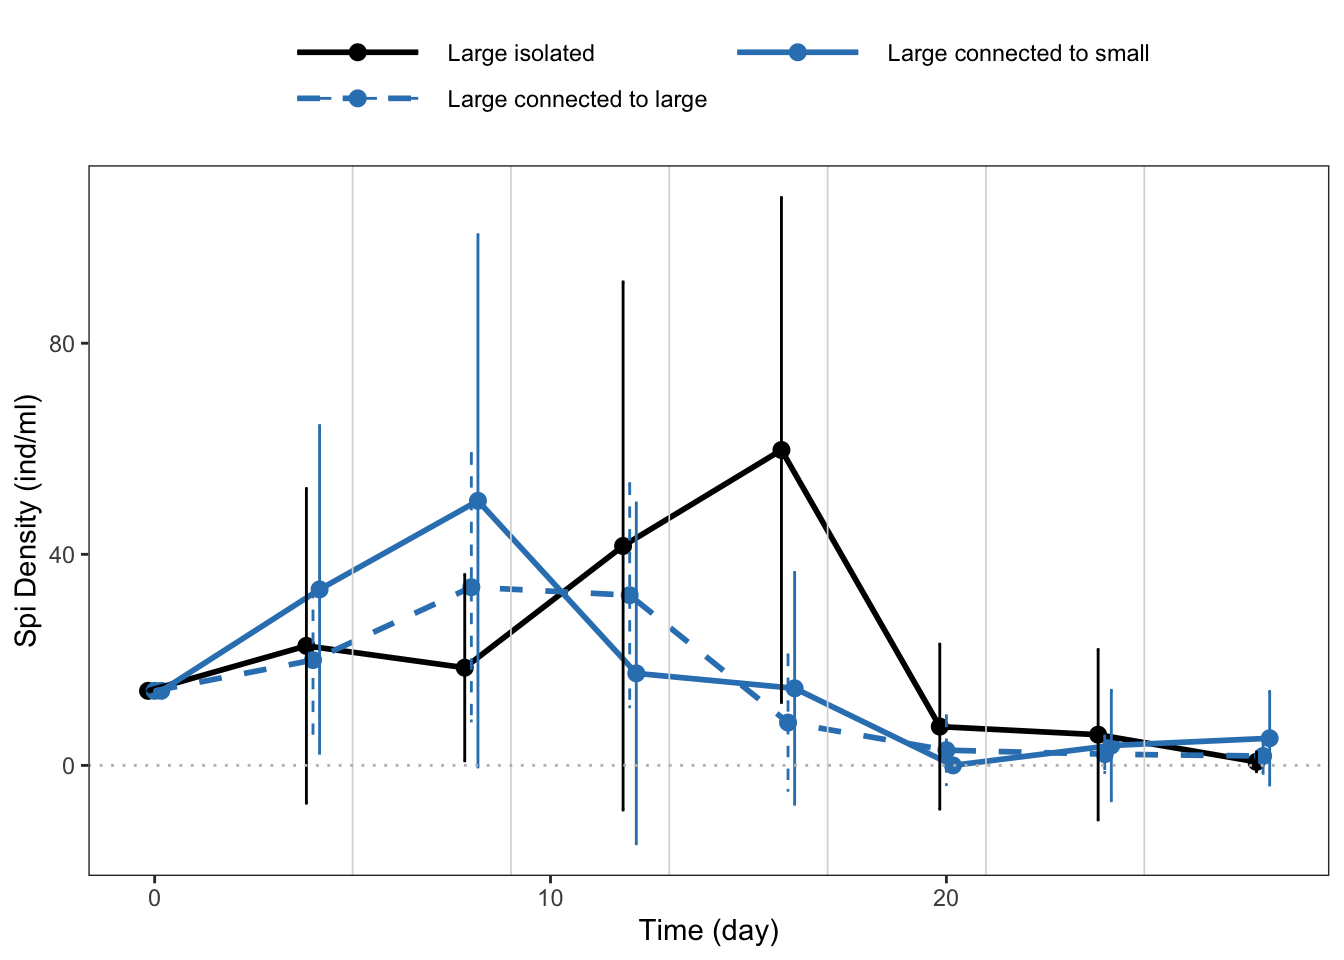 Large isolated
Large connected to small
Large connected to large
Spi Density (ind/ml)
80
40
0
0
10
20
Time (day)